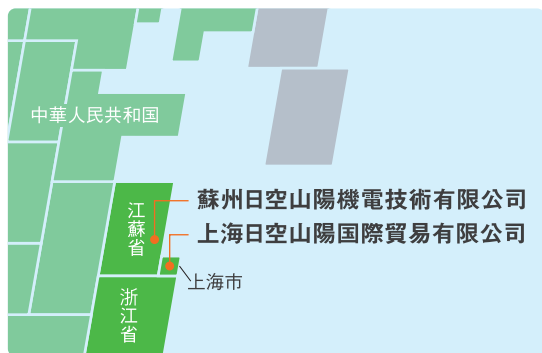 中華人民共和国
江蘇省
蘇州日空山陽機電技術有限公司
上海日空山陽国際貿易有限公司
上海市
浙江省